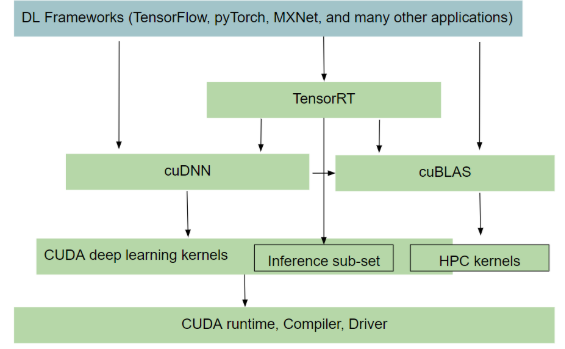 DL Frameworks (TensorFlow, pyTorch, MXNet, and many other applications)
TensorRT
cuDNN
cuBLAS
CUDA deep learning kernels
Inference sub-set
HPC kernels
CUDA runtime, Compiler, Driver